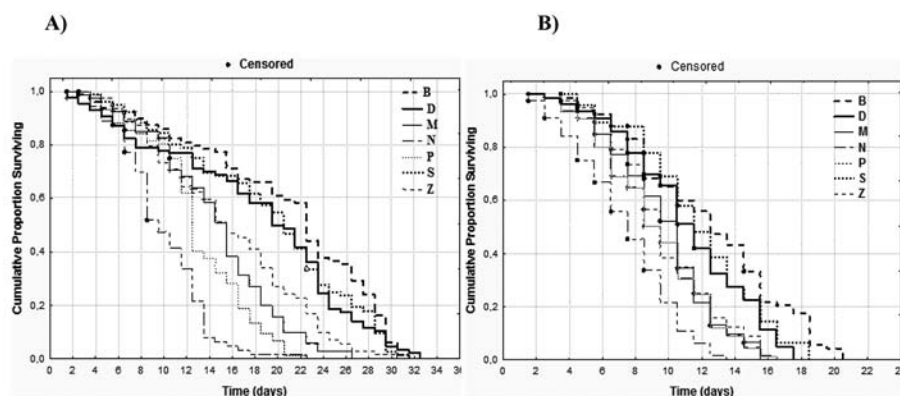 A)
B)
• Censored
B
D
M
N
P
S
Z
Cumulative Proportion Surviving
1,0
0,8
0,6
0,4
0,2
0,0
2 4 6 8 10 12 14 16 18 20 22 24 26 28 30 32 34 36
Time (days)
• Censored
B
D
M
N
P
S
Z
Cumulative Proportion Surviving
1,0
0,8
0,6
0,4
0,2
0,0
0 2 4 6 8 10 12 14 16 18 20 22 24
Time (days)